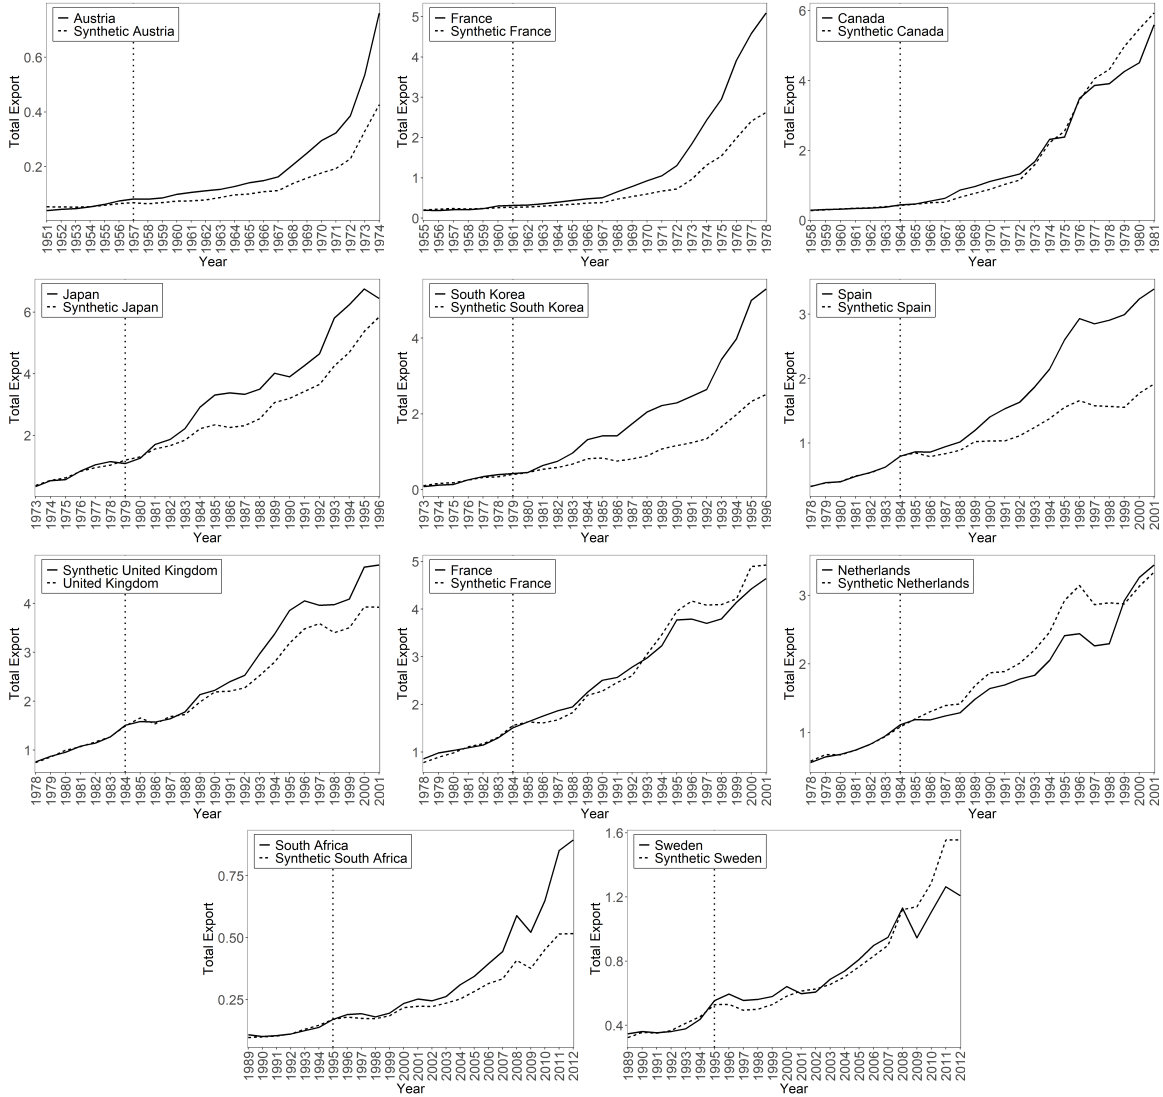 Austria
Synthetic Austria
Total Export
0.6
0.4
0.2
1951 1952 1953 1954 1955 1956 1957 1958 1959 1960 1961 1962 1963 1964 1965 1966 1967 1968 1969 1970 1971 1972 1973 1974
Year
France
Synthetic France
Total Export
5
4
3
2
1
0
1955 1956 1957 1958 1959 1960 1961 1962 1963 1964 1965 1966 1967 1968 1969 1970 1971 1972 1973 1974 1975 1976 1977 1978
Year
Canada
Synthetic Canada
Total Export
6
4
2
0
1958 1959 1960 1961 1962 1963 1964 1965 1966 1967 1968 1969 1970 1971 1972 1973 1974 1975 1976 1977 1978 1979 1980 1981
Year
Japan
Synthetic Japan
Total Export
6
4
2
1973 1974 1975 1976 1977 1978 1979 1980 1981 1982 1983 1984 1985 1986 1987 1988 1989 1990 1991 1992 1993 1994 1995 1996
Year
South Korea
Synthetic South Korea
Total Export
4
2
0
1973 1974 1975 1976 1977 1978 1979 1980 1981 1982 1983 1984 1985 1986 1987 1988 1989 1990 1991 1992 1993 1994 1995 1996
Year
Spain
Synthetic Spain
Total Export
3
2
1
1978 1979 1980 1981 1982 1983 1984 1985 1986 1987 1988 1989 1990 1991 1992 1993 1994 1995 1996 1997 1998 1999 2000 2001
Year
Synthetic United Kingdom
United Kingdom
Total Export
4
3
2
1
1978 1979 1980 1981 1982 1983 1984 1985 1986 1987 1988 1989 1990 1991 1992 1993 1994 1995 1996 1997 1998 1999 2000 2001
Year
France
Synthetic France
Total Export
5
4
3
2
1
1978 1979 1980 1981 1982 1983 1984 1985 1986 1987 1988 1989 1990 1991 1992 1993 1994 1995 1996 1997 1998 1999 2000 2001
Year
Netherlands
Synthetic Netherlands
Total Export
3
2
1
1978 1979 1980 1981 1982 1983 1984 1985 1986 1987 1988 1989 1990 1991 1992 1993 1994 1995 1996 1997 1998 1999 2000 2001
Year
South Africa
Synthetic South Africa
Total Export
0.75
0.50
0.25
1989 1990 1991 1992 1993 1994 1995 1996 1997 1998 1999 2000 2001 2002 2003 2004 2005 2006 2007 2008 2009 2010 2011 2012
Year
Sweden
Synthetic Sweden
Total Export
1.6
1.2
0.8
0.4
1989 1990 1991 1992 1993 1994 1995 1996 1997 1998 1999 2000 2001 2002 2003 2004 2005 2006 2007 2008 2009 2010 2011 2012
Year